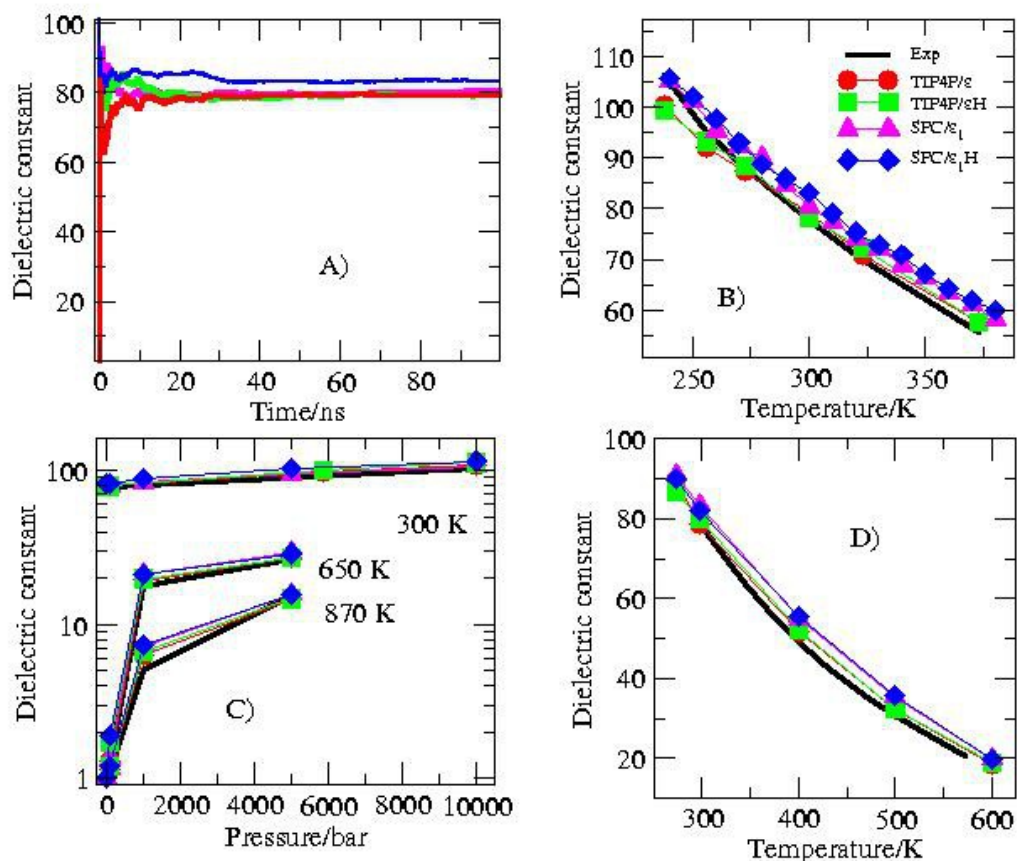 100
80
60
40
20
Dielectric constant
A)
0
20
40
60
80
Time/ns
110
100
90
80
70
60
Dielectric constant
Exp
TIP4P/ε
TIP4P/εH
SPC/ε₁
SPC/ε₁H
B)
250
300
350
Temperature/K
100
10
1
Dielectric constant
300 K
650 K
870 K
C)
0
2000
4000
6000
8000
10000
Pressure/bar
100
80
60
40
20
Dielectric constant
D)
300
400
500
600
Temperature/K